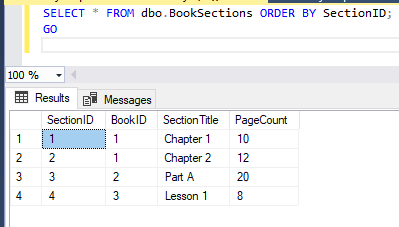 SELECT * FROM dbo.BookSections ORDER BY SectionID;
GO
100 %
Results Messages
SectionID BookID SectionTitle PageCount
1 1 1 Chapter 1 10
2 2 1 Chapter 2 12
3 3 2 Part A 20
4 4 3 Lesson 1 8